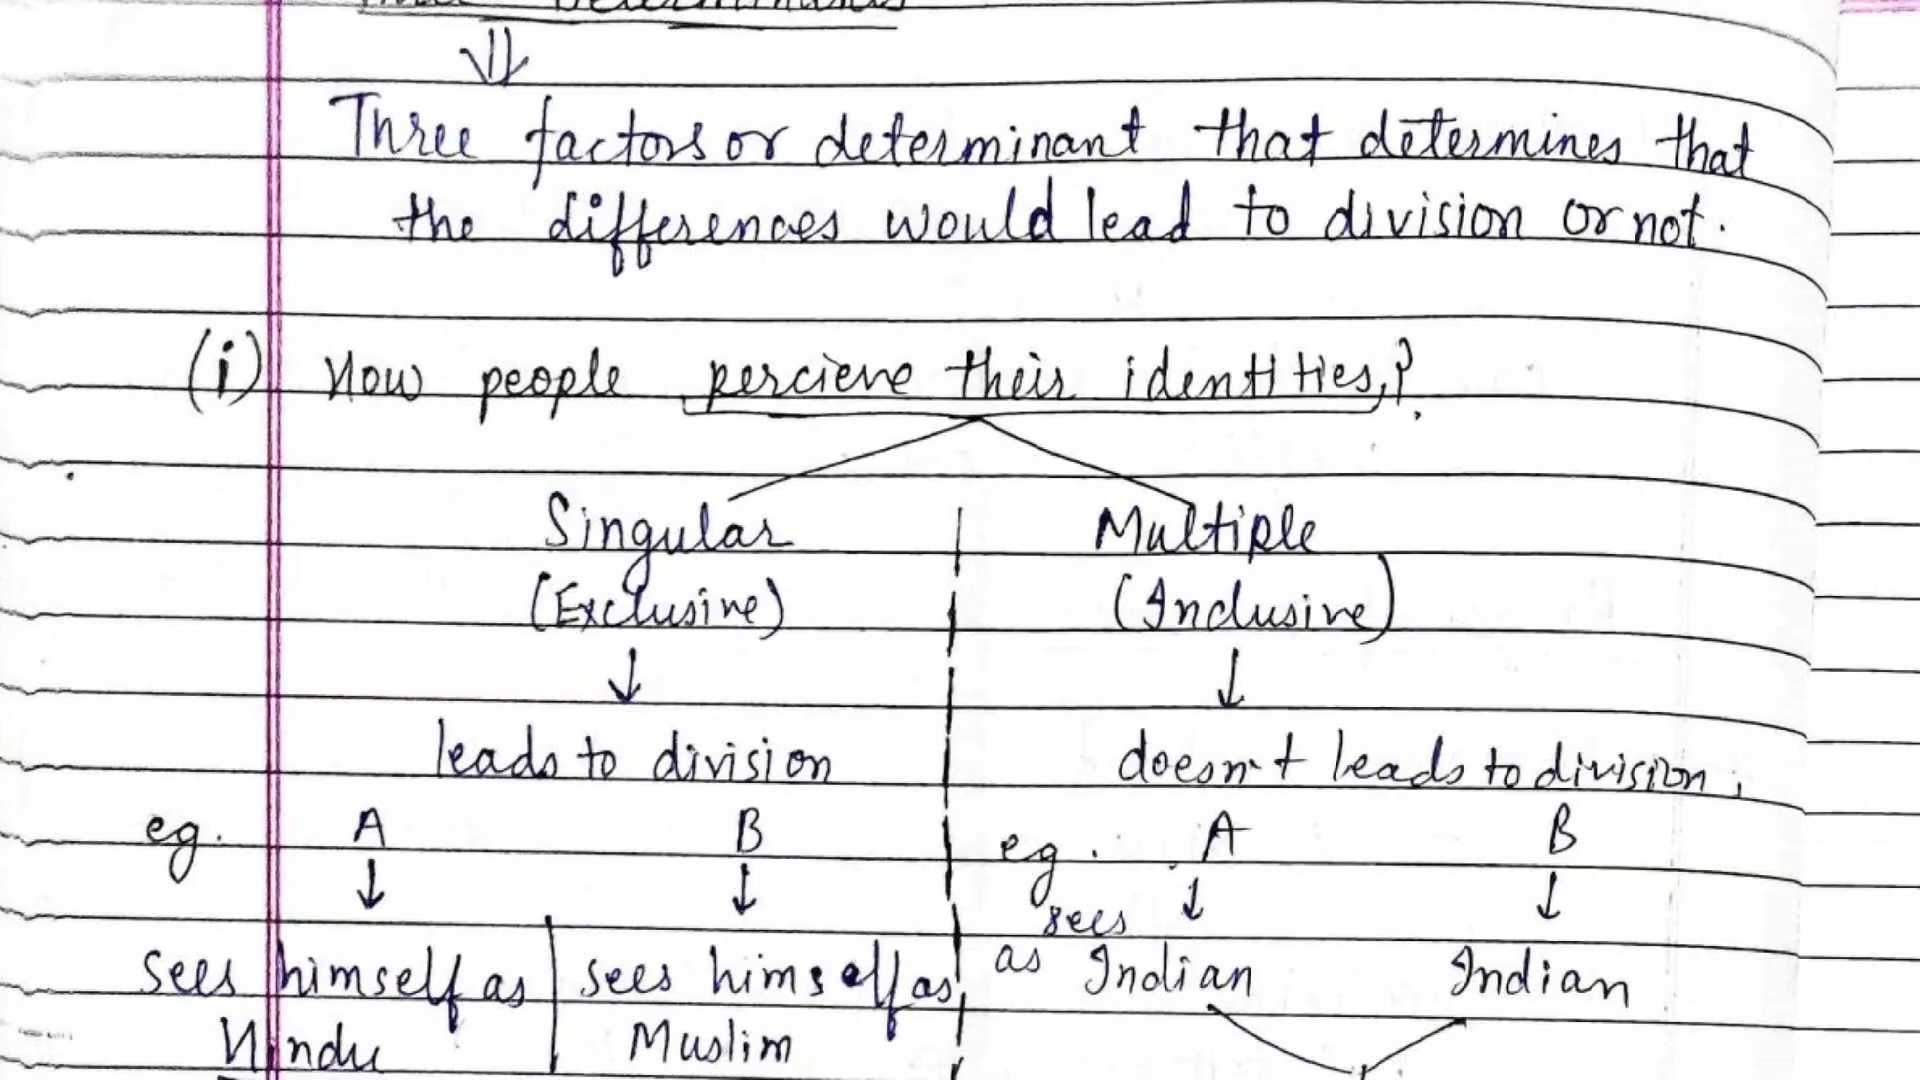 Three factors or determinant that determines that
the differences would lead to division or not.
(i) How people percieve their identities,?
Singular
(Exclusive)
↓
leads to division
eg. A B
↓ ↓
sees himself as
Hindu
sees himself as
Muslim
Multiple
(Inclusive)
↓
doesn't leads to division,
eg. A B
↓ ↓
sees
as Indian Indian